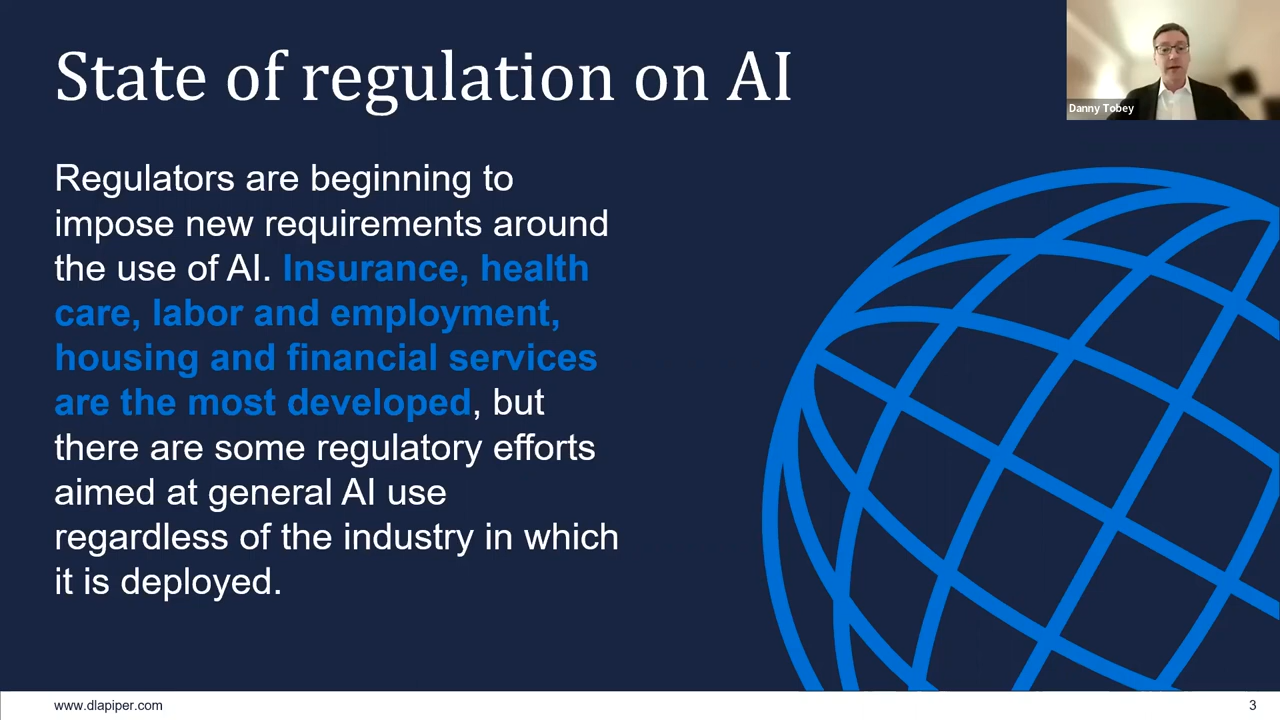 State of regulation on AI
Danny Tobey
Regulators are beginning to
impose new requirements around
the use of AI. Insurance, health
care, labor and employment,
housing and financial services
are the most developed, but
there are some regulatory efforts
aimed at general AI use
regardless of the industry in which
it is deployed.
www.dlapiper.com
3